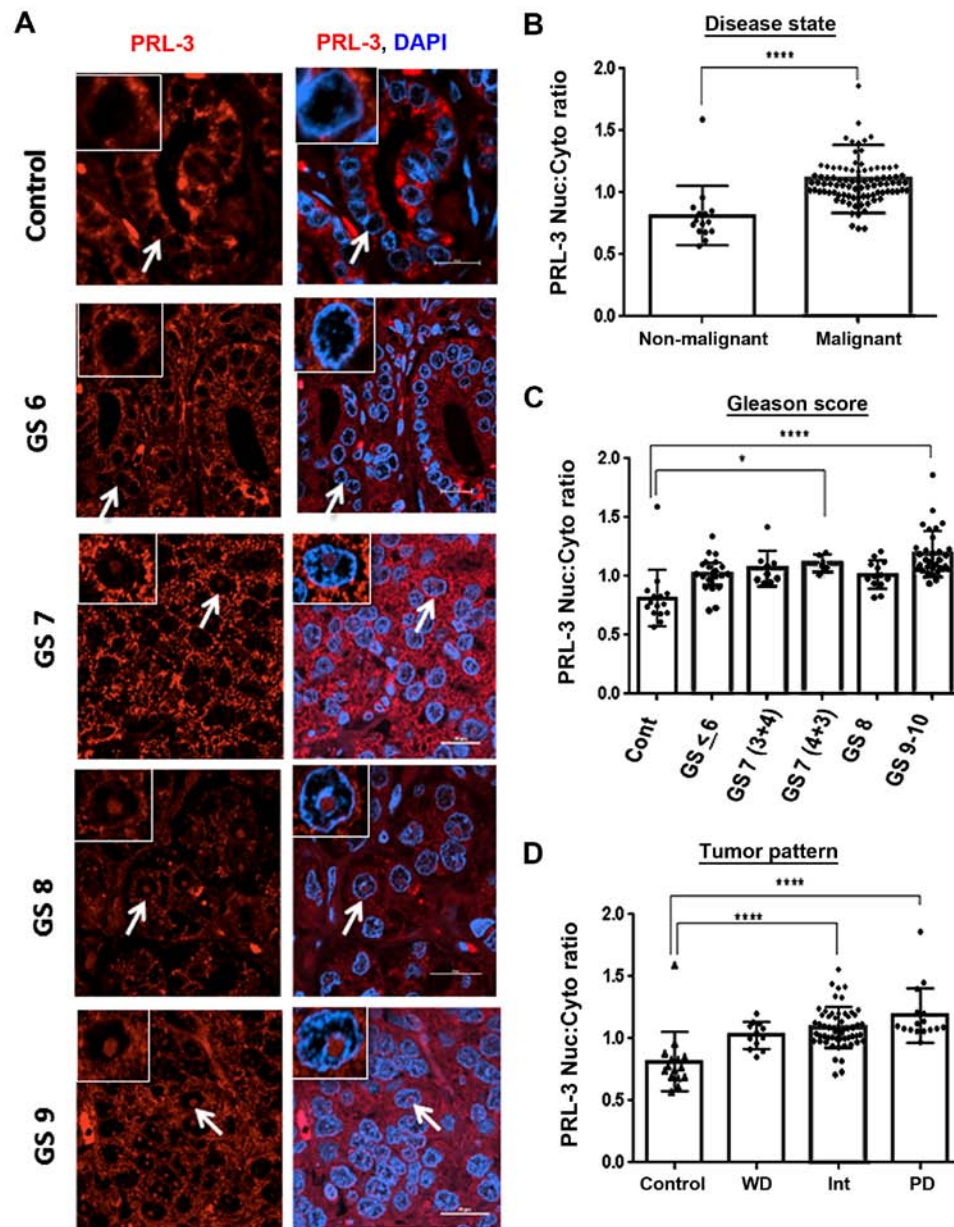 A
PRL-3
PRL-3, DAPI
Control
GS 6
GS 7
GS 8
GS 9
B
Disease state
****
PRL-3 Nuc:Cyto ratio
2.0
1.5
1.0
0.5
0.0
Non-malignant
Malignant
C
Gleason score
****
*
PRL-3 Nuc:Cyto ratio
2.0
1.5
1.0
0.5
0.0
Cont
GS ≤6
GS 7 (3+4)
GS 7 (4+3)
GS 8
GS 9-10
D
Tumor pattern
****
****
PRL-3 Nuc:Cyto ratio
2.0
1.5
1.0
0.5
0.0
Control
WD
Int
PD